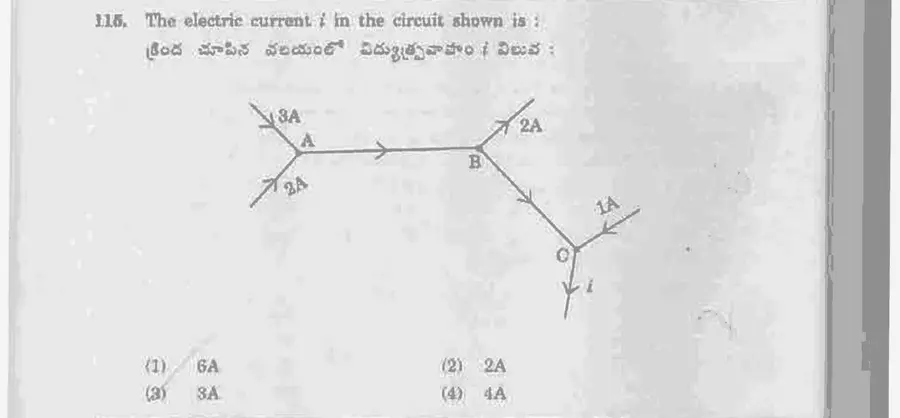 115. The electric current i in the circuit shown is :
క్రింద చూపిన వలయంలో విద్యుత్ప్రవాహం i విలువ :
3A
A
2A
2A
B
1A
C
i
(1) 6A (2) 2A
(3) 3A (4) 4A